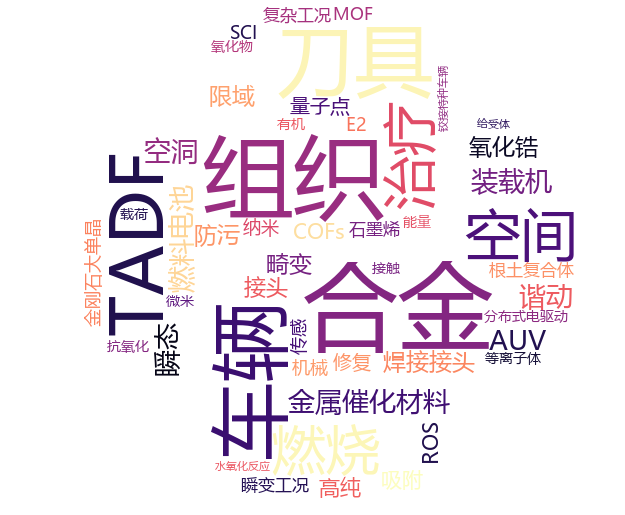 复杂工况
MOF
SCI
氧化物
刀具
铰接特种车辆
限域
量子点
有机
E2
治疗
给受体
空洞
组织
氧化锆
装载机
TADF
载荷
燃料电池
防污
纳米
COFs
石墨烯
能量
空间
金刚石大单晶
畸变
接触
根土复合体
接头
合金
谐动
微米
车辆
传感
分布式电驱动
抗氧化
瞬态
AUV
等离子体
机械
修复
焊接接头
金属催化材料
燃烧
ROS
水氧化反应
瞬变工况
高纯
吸附